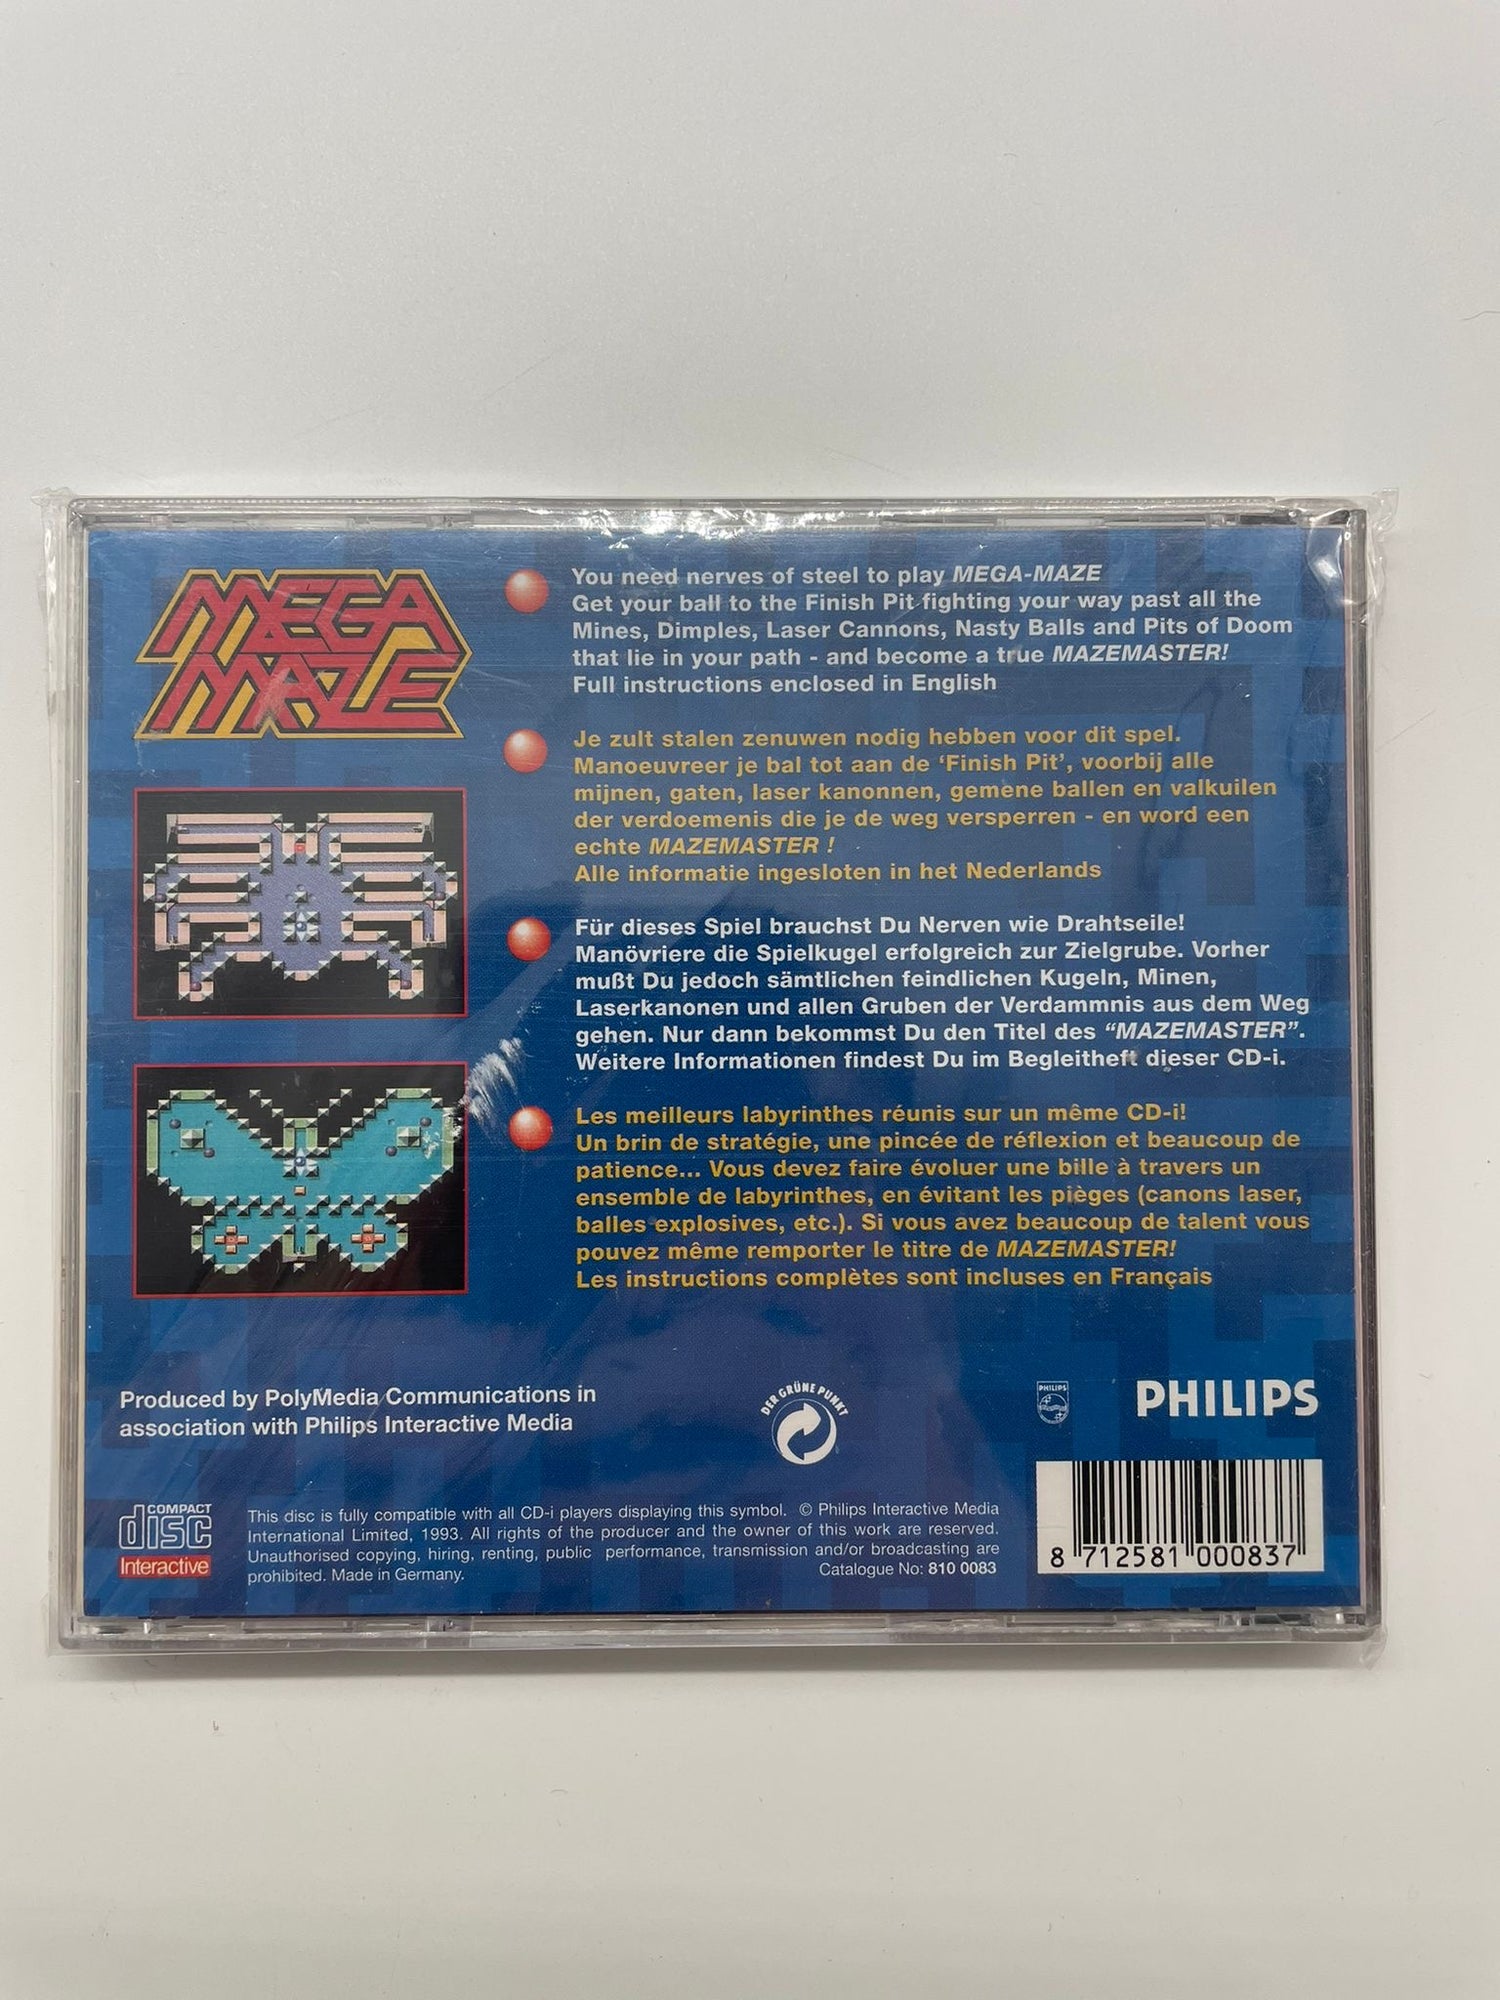 MEGA
MAZE
You need nerves of steel to play MEGA-MAZE
Get your ball to the Finish Pit fighting your way past all the
Mines, Dimples, Laser Cannons, Nasty Balls and Pits of Doom
that lie in your path - and become a true MAZEMASTER!
Full instructions enclosed in English
Je zult stalen zenuwen nodig hebben voor dit spel.
Manoeuvreer je bal tot aan de ‘Finish Pit’, voorbij alle
mijnen, gaten, laser kanonnen, gemene ballen en valkuilen
der verdoemenis die je de weg versperren - en word een
echte MAZEMASTER !
Alle informatie ingesloten in het Nederlands
Für dieses Spiel brauchst Du Nerven wie Drahtseile!
Manövriere die Spielkugel erfolgreich zur Zielgrube. Vorher
mußt Du jedoch sämtlichen feindlichen Kugeln, Minen,
Laserkanonen und allen Gruben der Verdammnis aus dem Weg
gehen. Nur dann bekommst Du den Titel des “MAZEMASTER”.
Weitere Informationen findest Du im Begleitheft dieser CD-i.
Les meilleurs labyrinthes réunis sur un même CD-i!
Un brin de stratégie, une pincée de réflexion et beaucoup de
patience... Vous devez faire évoluer une bille à travers un
ensemble de labyrinthes, en évitant les pièges (canons laser,
balles explosives, etc.). Si vous avez beaucoup de talent vous
pouvez même remporter le titre de MAZEMASTER!
Les instructions complètes sont incluses en Français
Produced by PolyMedia Communications in
association with Philips Interactive Media
DER GRÜNE PUNKT
PHILIPS
PHILIPS
COMPACT
disc
Interactive
This disc is fully compatible with all CD-i players displaying this symbol. © Philips Interactive Media
International Limited, 1993. All rights of the producer and the owner of this work are reserved.
Unauthorised copying, hiring, renting, public performance, transmission and/or broadcasting are
prohibited. Made in Germany.
Catalogue No: 810 0083
8 712581 000837